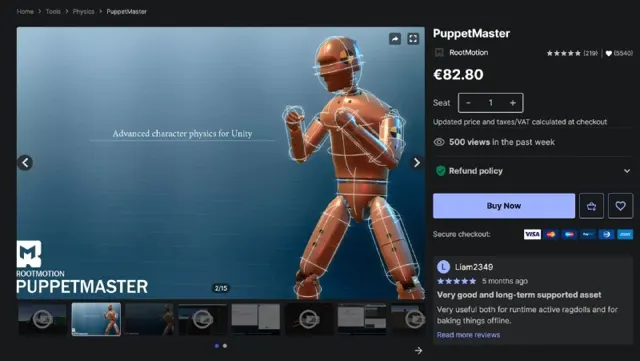 Home > Tools > Physics > PuppetMaster
PuppetMaster
RootMotion
(219)
(5540)
€82.80
Seat
- 1 +
Updated price and taxes/VAT calculated at checkout
500 views in the past week
Refund policy
Buy Now
Secure checkout:
VISA
Advanced character physics for Unity
ROOTMOTION
PUPPETMASTER
2/15
L
Liam2349
5 months ago
Very good and long-term supported asset
Very useful both for runtime active ragdolls and for
baking things offline.
Read more reviews